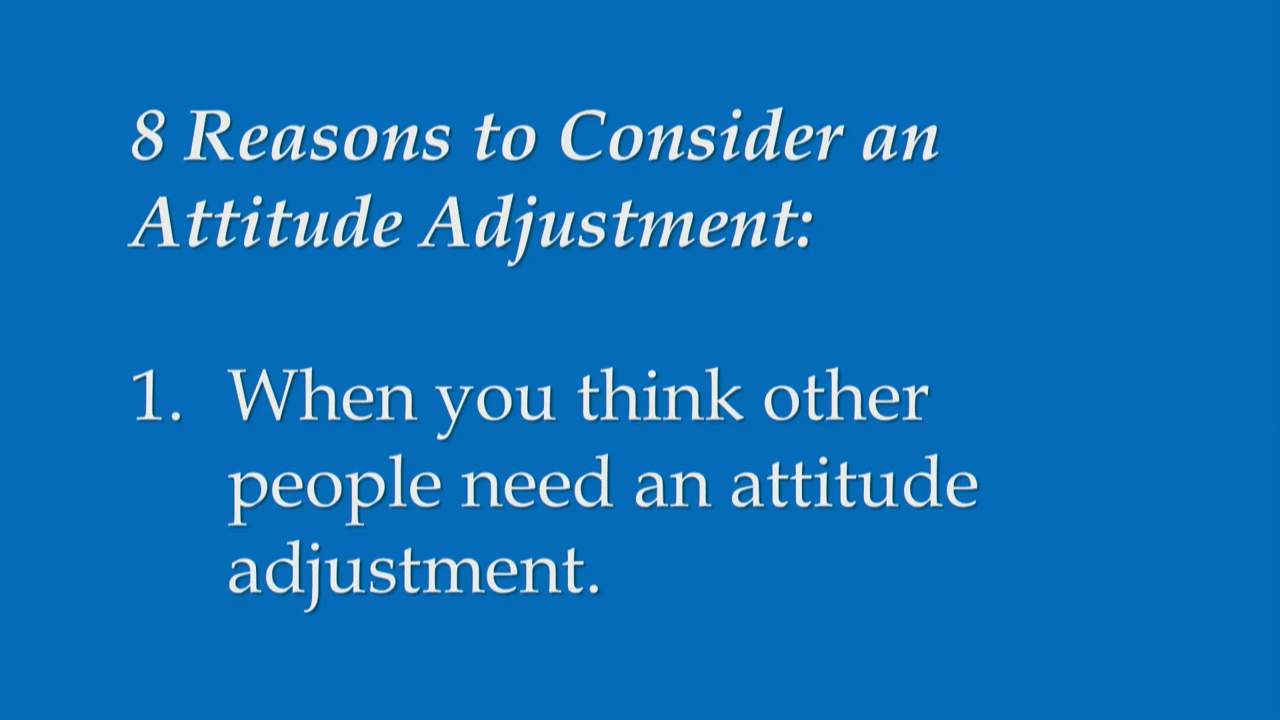 8 Reasons to Consider an
Attitude Adjustment:
1. When you think other
people need an attitude
adjustment.